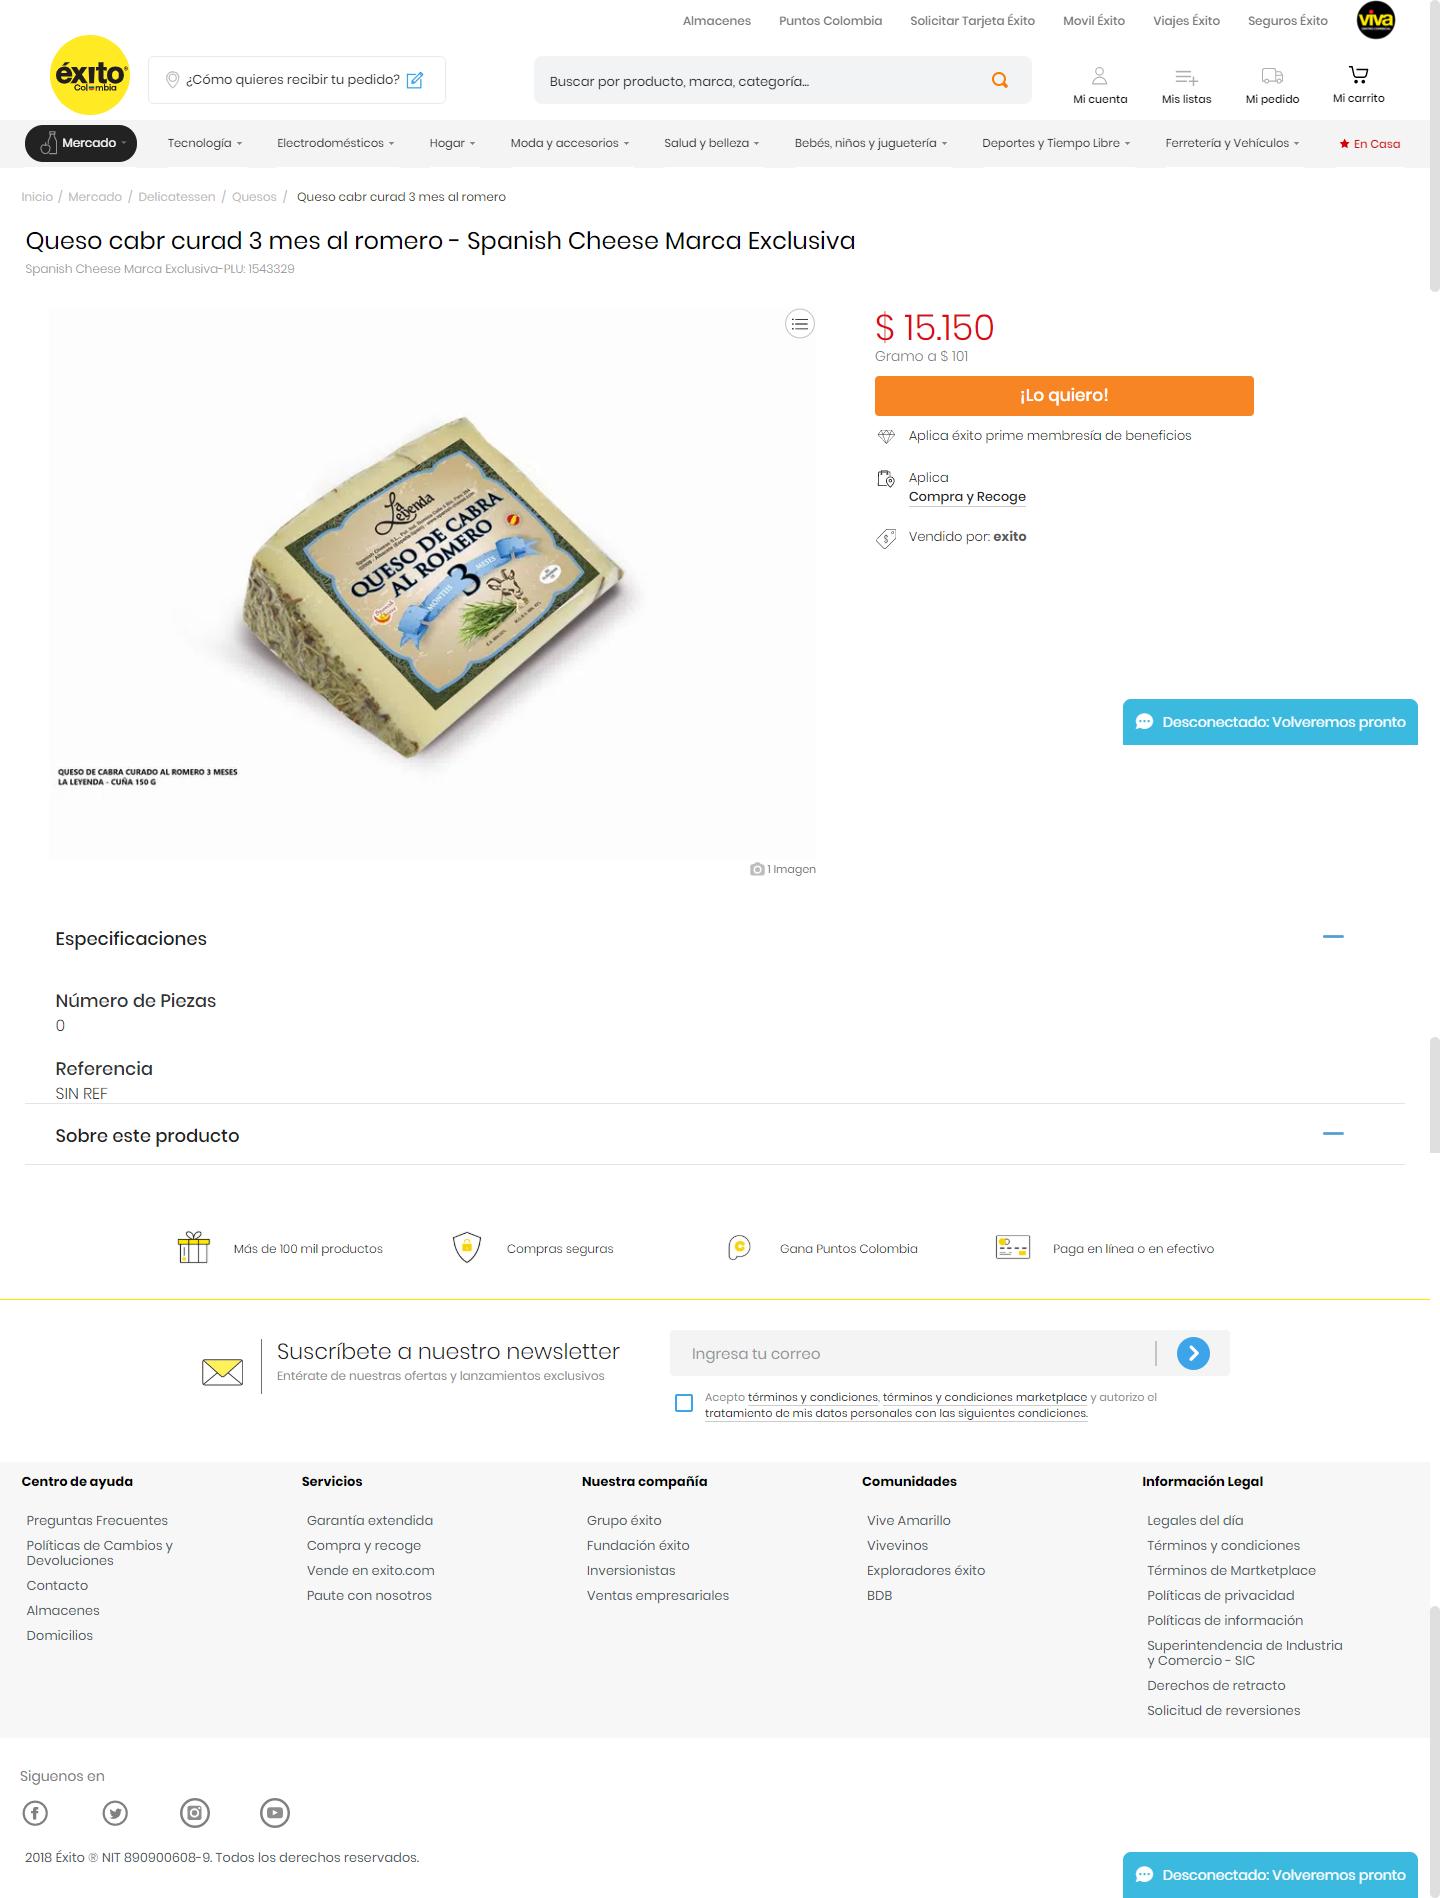 Almacenes Puntos Colombia Solicitar Tarjeta Éxito Movil Éxito Viajes Éxito Seguros Éxito viva
éxito
Colombia
¿Cómo quieres recibir tu pedido?
Buscar por producto, marca, categoría...
Mi cuenta Mis listas Mi pedido Mi carrito
Mercado Tecnología Electrodomésticos Hogar Moda y accesorios Salud y belleza Bebés, niños y juguetería Deportes y Tiempo Libre Ferretería y Vehículos En Casa
Inicio / Mercado / Delicatessen / Quesos / Queso cabr curad 3 mes al romero
Queso cabr curad 3 mes al romero - Spanish Cheese Marca Exclusiva
Spanish Cheese Marca Exclusiva-PLU: 1543329
La Leyenda
QUESO DE CABRA
AL ROMERO
3
MONTHS MESES
QUESO DE CABRA CURADO AL ROMERO 3 MESES
LA LEYENDA - CUÑA 150 G
1 Imagen
$ 15.150
Gramo a $ 101
¡Lo quiero!
Aplica éxito prime membresía de beneficios
Aplica
Compra y Recoge
Vendido por: exito
Desconectado: Volveremos pronto
Especificaciones
Número de Piezas
0
Referencia
SIN REF
Sobre este producto
Más de 100 mil productos Compras seguras Gana Puntos Colombia Paga en línea o en efectivo
Suscríbete a nuestro newsletter
Entérate de nuestras ofertas y lanzamientos exclusivos
Ingresa tu correo
Acepto términos y condiciones, términos y condiciones marketplace y autorizo el
tratamiento de mis datos personales con las siguientes condiciones.
Centro de ayuda
Preguntas Frecuentes
Políticas de Cambios y
Devoluciones
Contacto
Almacenes
Domicilios
Servicios
Garantía extendida
Compra y recoge
Vende en exito.com
Paute con nosotros
Nuestra compañía
Grupo éxito
Fundación éxito
Inversionistas
Ventas empresariales
Comunidades
Vive Amarillo
Vivevinos
Exploradores éxito
BDB
Información Legal
Legales del día
Términos y condiciones
Términos de Martketplace
Políticas de privacidad
Políticas de información
Superintendencia de Industria
y Comercio - SIC
Derechos de retracto
Solicitud de reversiones
Siguenos en
2018 Éxito ® NIT 890900608-9. Todos los derechos reservados.
Desconectado: Volveremos pronto